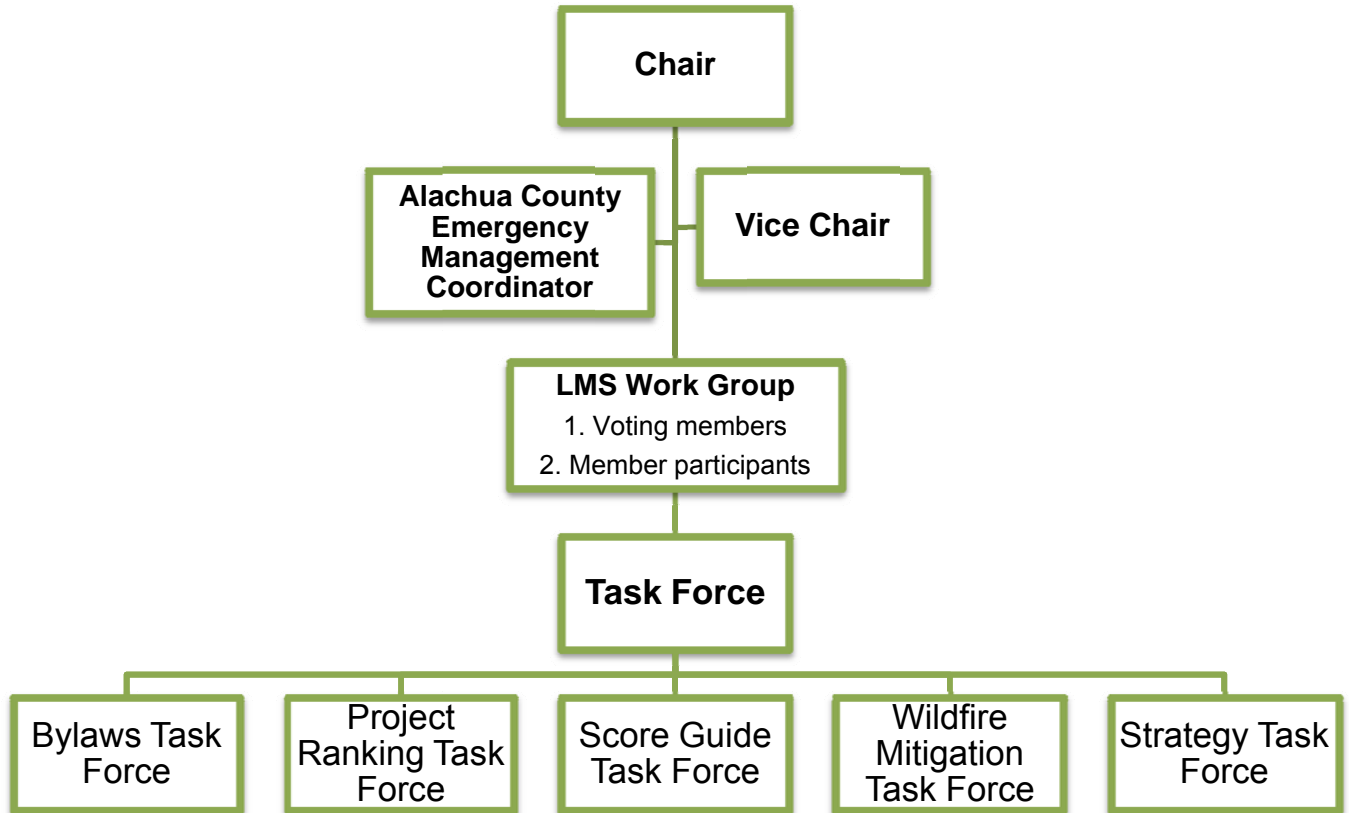 Chair
Alachua County
Emergency
Management
Coordinator
Vice Chair
LMS Work Group
1. Voting members
2. Member participants
Task Force
Bylaws Task
Force
Project
Ranking Task
Force
Score Guide
Task Force
Wildfire
Mitigation
Task Force
Strategy Task
Force